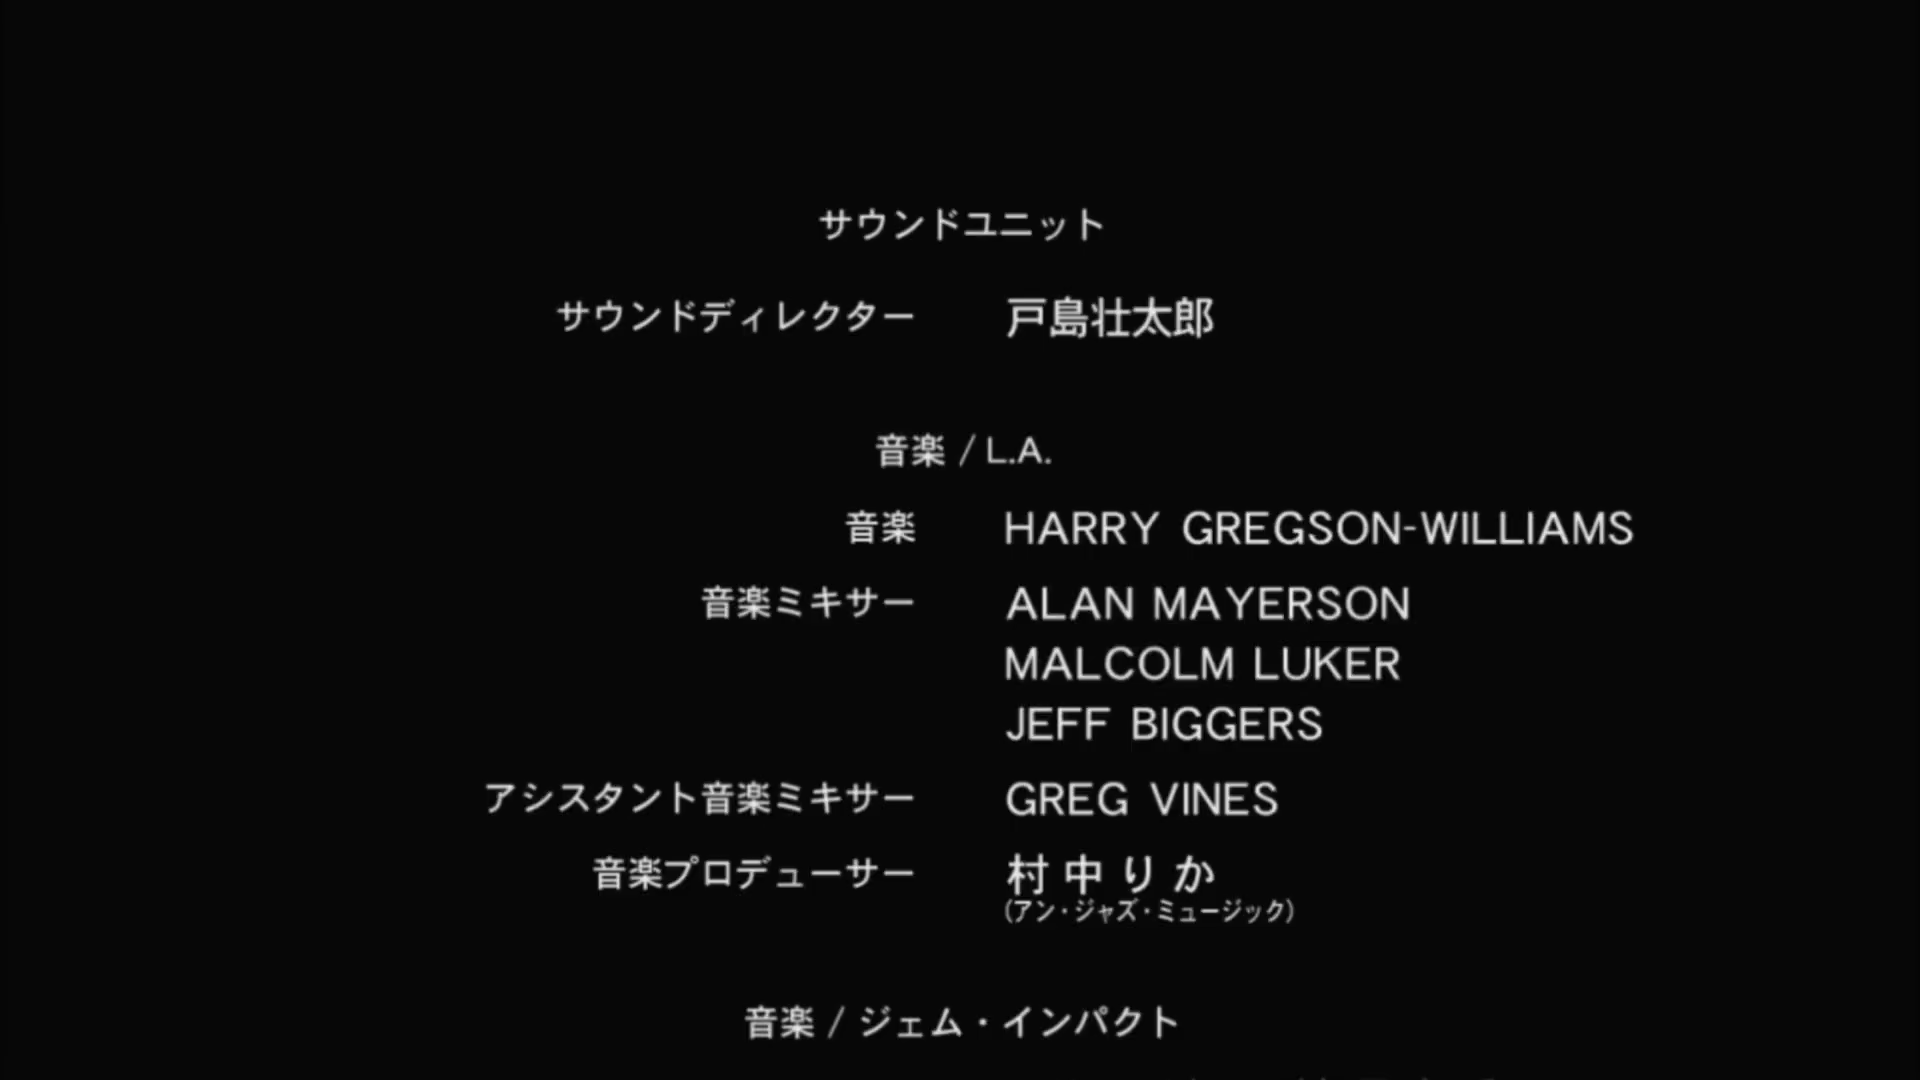 サウンドユニット
サウンドディレクター 戸島壮太郎
音楽 / L.A.
音楽 HARRY GREGSON-WILLIAMS
音楽ミキサー ALAN MAYERSON
MALCOLM LUKER
JEFF BIGGERS
アシスタント音楽ミキサー GREG VINES
音楽プロデューサー 村中りか
(アン・ジャズ・ミュージック)
音楽 / ジェム・インパクト